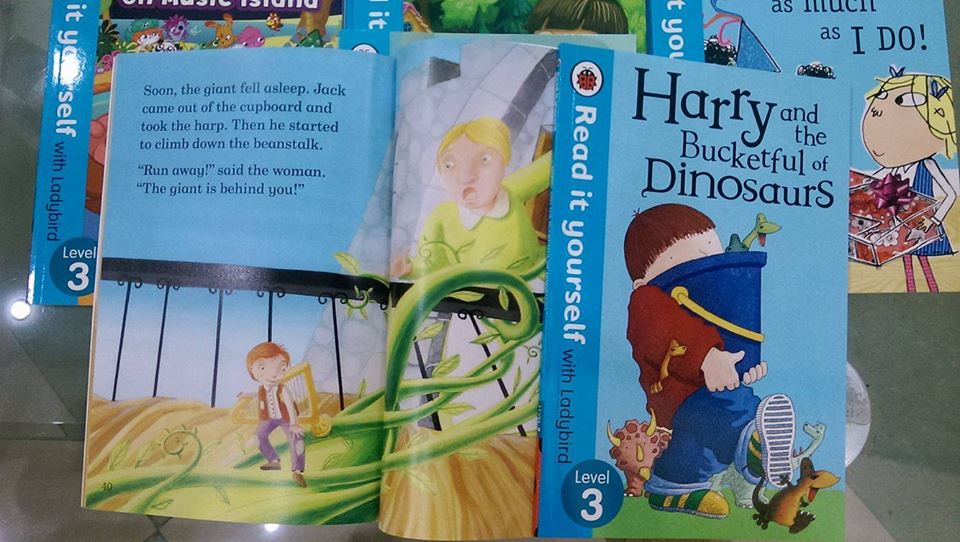 on Music Island
it yourself
with Ladybird
Level
3
it
it you
as much
as I DO!
Soon, the giant fell asleep. Jack
came out of the cupboard and
took the harp. Then he started
to climb down the beanstalk.
"Run away!" said the woman.
"The giant is behind you!"
40
Read it yourself
with Ladybird
Harry and
the
Bucketful of
Dinosaurs
Level
3